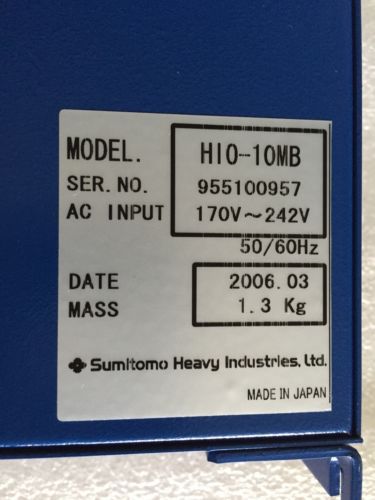 MODEL. HIO-10MB
SER.NO. 955100957
AC INPUT 170V～242V
50/60Hz
DATE 2006.03
MASS 1.3 Kg
Sumitomo Heavy Industries, Ltd.
MADE IN JAPAN